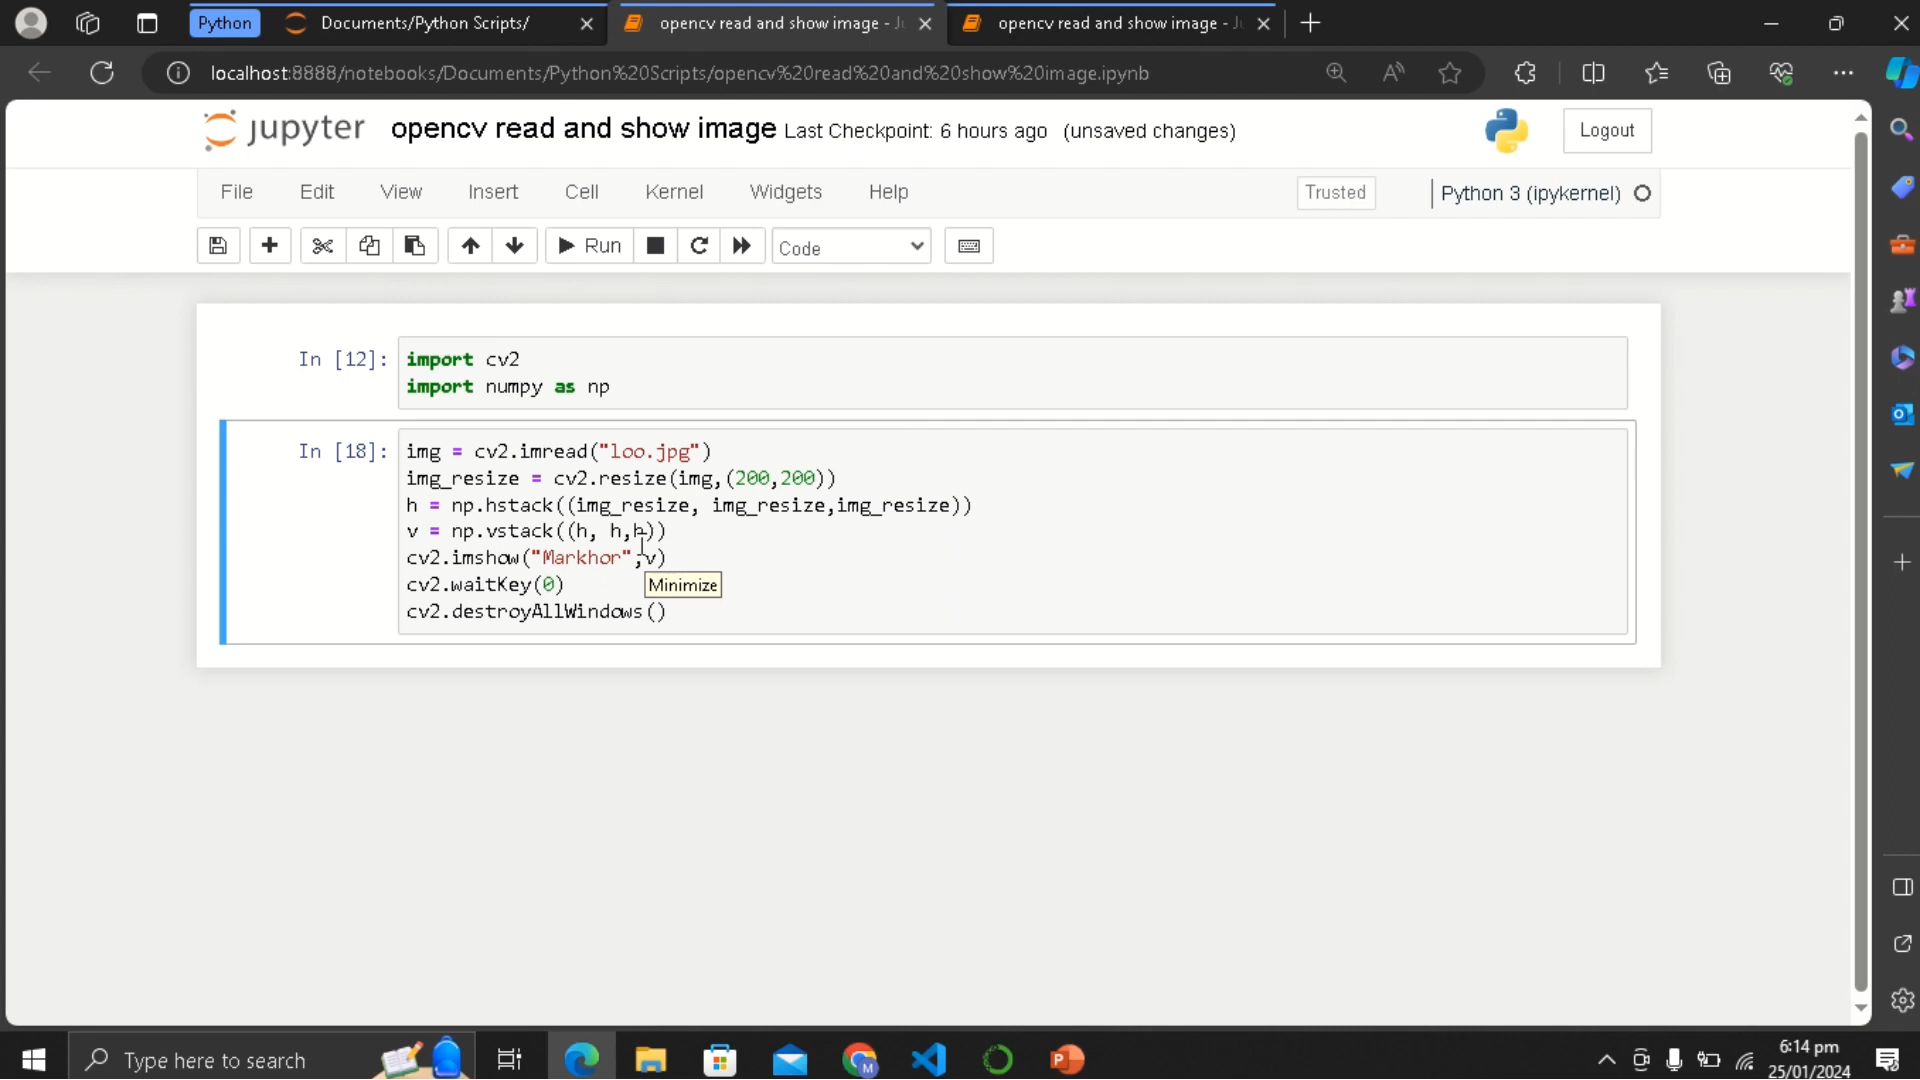 Python
Documents/Python Scripts/
opencv read and show image - Ju
opencv read and show image - Ju
localhost:8888/notebooks/Documents/Python%20Scripts/opencv%20read%20and%20show%20image.ipynb
jupyter opencv read and show image Last Checkpoint: 6 hours ago (unsaved changes)
Logout
File Edit View Insert Cell Kernel Widgets Help
Trusted
Python 3 (ipykernel)
Run
Code
In [12]: import cv2
import numpy as np
In [18]: img = cv2.imread("loo.jpg")
img_resize = cv2.resize(img,(200,200))
h = np.hstack((img_resize, img_resize,img_resize))
v = np.vstack((h, h,h))
cv2.imshow("Markhor",v)
cv2.waitKey(0)
Minimize
cv2.destroyAllWindows()
Type here to search
M
6:14 pm
25/01/2024